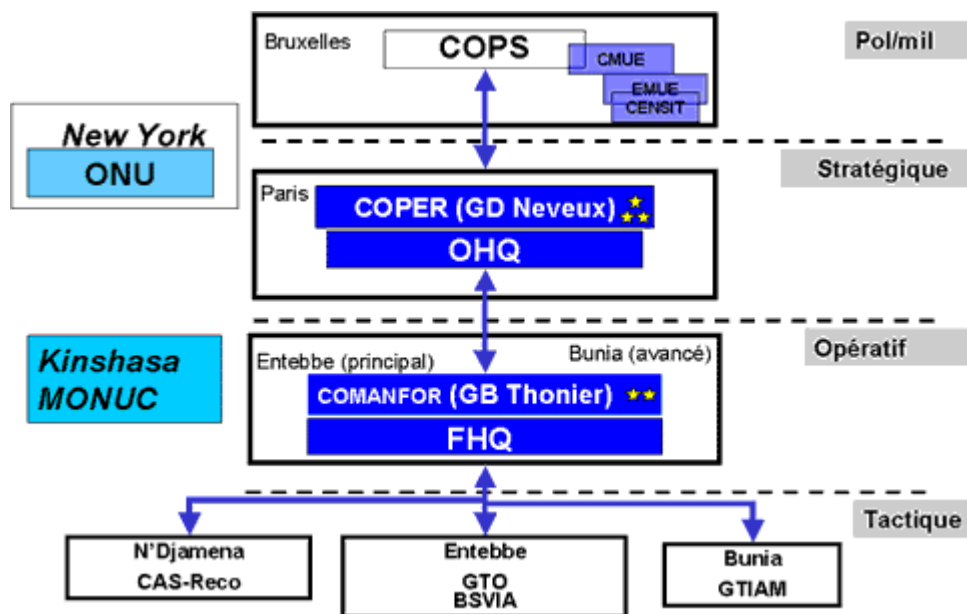 Bruxelles
COPS
CMUE
EMUE
CENSIT
Pol/mil
New York
ONU
Stratégique
Paris
COPER (GD Neveux)
OHQ
Opératif
Kinshasa
MONUC
Entebbe (principal)
Bunia (avancé)
COMANFOR (GB Thonier)
FHQ
Tactique
N'Djamena
CAS-Reco
Entebbe
GTO
BSVIA
Bunia
GTIAM